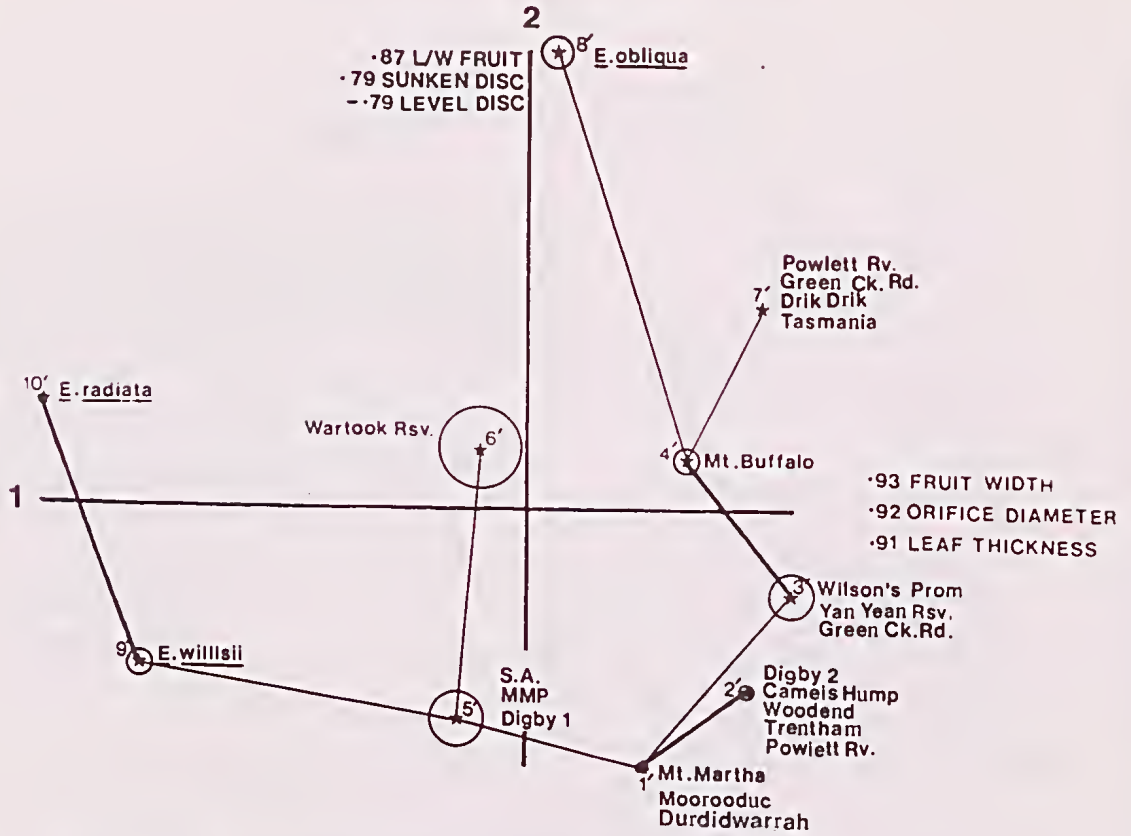 2
·87 L/W FRUIT
·79 SUNKEN DISC
-·79 LEVEL DISC
8′ E.obliqua
Powlett Rv.
Green Ck. Rd.
7′ Drik Drik
Tasmania
10′ E.radiata
Wartook Rsv.
6′
4′ Mt.Buffalo
1
·93 FRUIT WIDTH
·92 ORIFICE DIAMETER
·91 LEAF THICKNESS
3′ Wilson's Prom
Yan Yean Rsv.
Green Ck.Rd.
9′ E.willsii
S.A.
MMP
5′ Digby 1
Digby 2
2′ Camels Hump
Woodend
Trentham
Powlett Rv.
1′ Mt.Martha
Moorooduc
Durdidwarrah